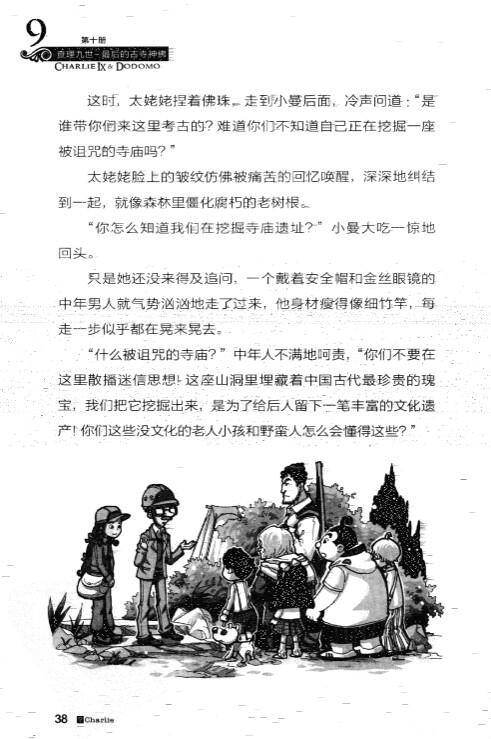 9
第十册
查理九世·最后的古寺神佛
CHARLIE IX & DODOMO
这时，太姥姥捏着佛珠，走到小曼后面，冷声问道：“是
谁带你们来这里考古的？难道你们不知道自己正在挖掘一座
被诅咒的寺庙吗？”
太姥姥脸上的皱纹仿佛被痛苦的回忆唤醒，深深地纠结
到一起，就像森林里僵化腐朽的老树根。
“你怎么知道我们在挖掘寺庙遗址？”小曼大吃一惊地
回头。
只是她还没来得及追问，一个戴着安全帽和金丝眼镜的
中年男人就气势汹汹地走了过来，他身材瘦得像细竹竿，每
走一步似乎都在晃来晃去。
“什么被诅咒的寺庙？”中年人不满地呵责，“你们不要在
这里散播迷信思想！这座山洞里埋藏着中国古代最珍贵的瑰
宝，我们把它挖掘出来，是为了给后人留下一笔丰富的文化遗
产！你们这些没文化的老人小孩和野蛮人怎么会懂得这些？”
38 Charlie